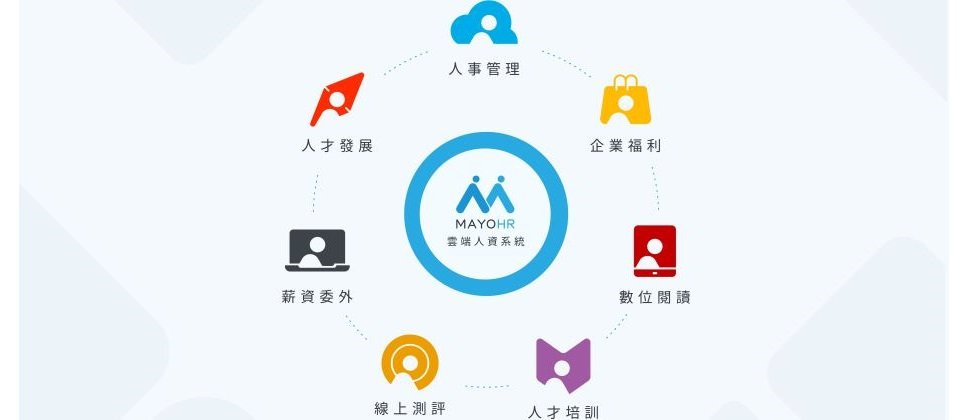 人事管理
人才發展
企業福利
MAYOHR
雲端人資系統
薪資委外
數位閱讀
線上測評
人才培訓